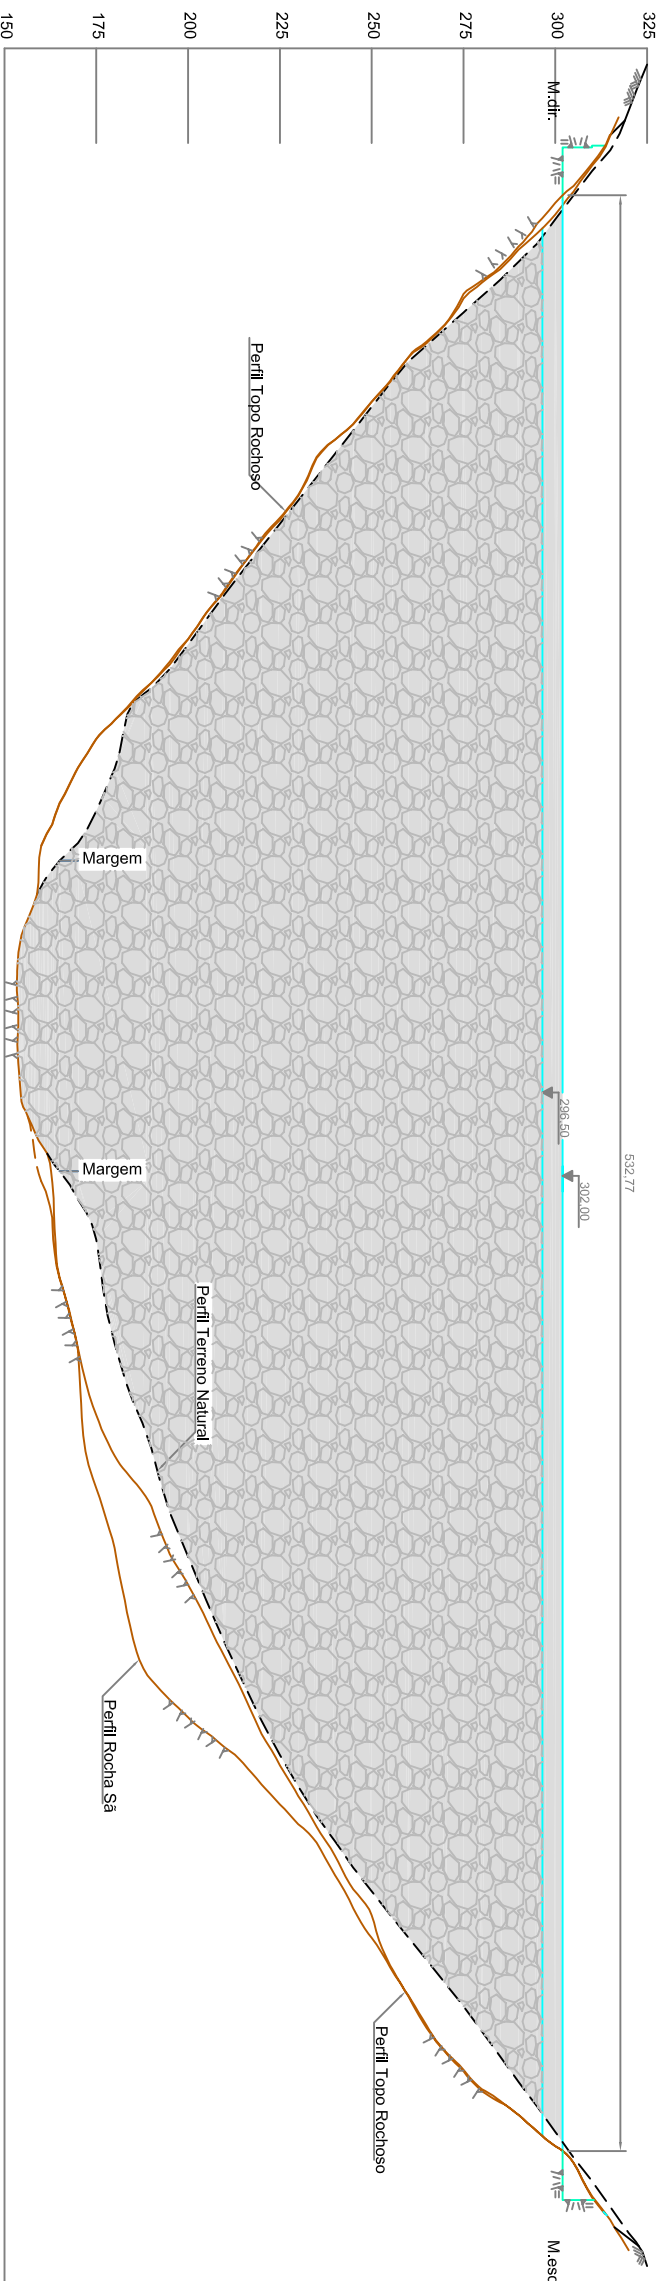 150
175
200
225
250
275
300
325
M.dir.
Perfil Topo Rochoso
Margem
296,50
532,77
302,00
Margem
Perfil Terreno Natural
Perfil Rocha Sã
Perfil Topo Rochoso
M.esq